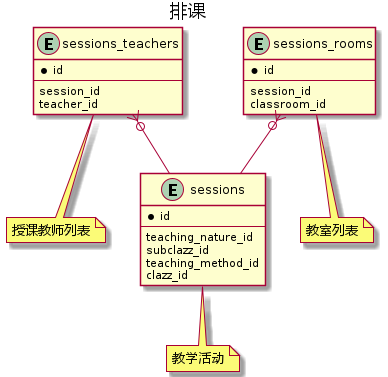 排课
E sessions_teachers
id
session_id
teacher_id
E sessions_rooms
id
session_id
classroom_id
授课教师列表
E sessions
id
teaching_nature_id
subclazz_id
teaching_method_id
clazz_id
教室列表
教学活动